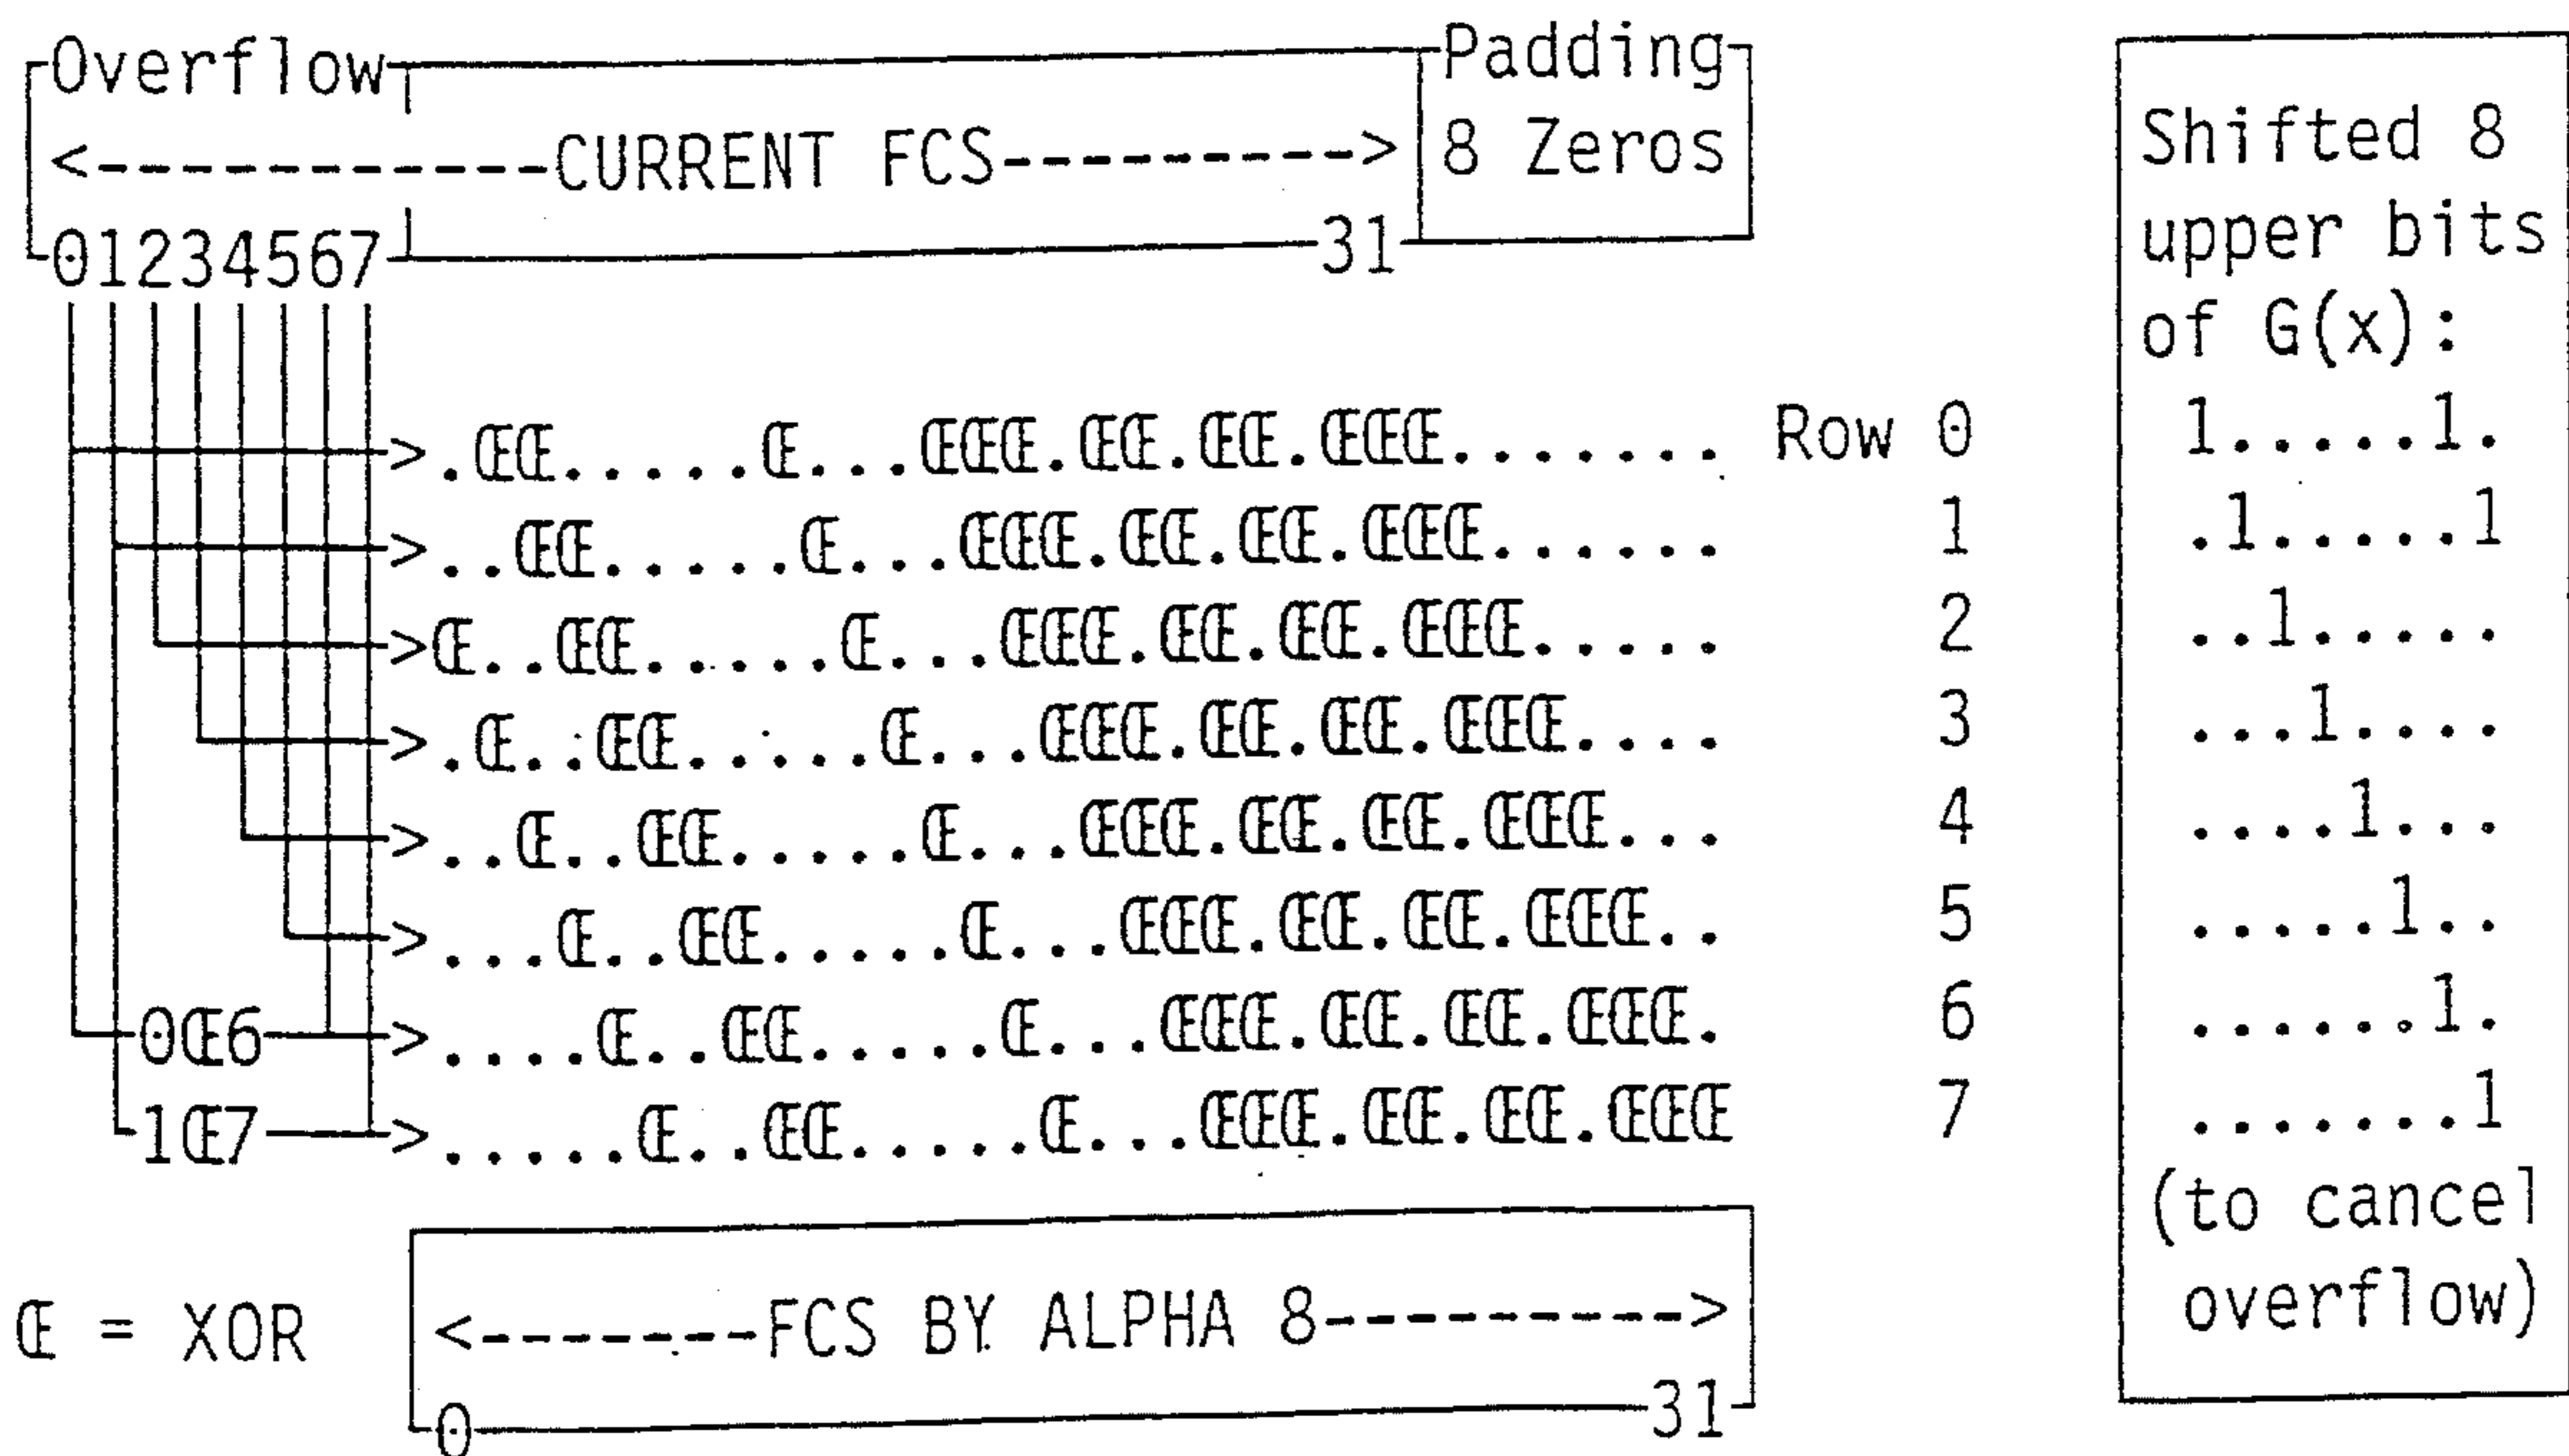 Overflow Padding
<------------CURRENT FCS----------> 8 Zeros
01234567 31
Shifted 8
upper bits
of G(x):
>.ŒŒ.....Œ...ŒŒŒ.ŒŒ.ŒŒ.ŒŒŒ....... Row 0 1.....1.
>..ŒŒ.....Œ...ŒŒŒ.ŒŒ.ŒŒ.ŒŒŒ...... 1 .1.....1
>Œ..ŒŒ.....Œ...ŒŒŒ.ŒŒ.ŒŒ.ŒŒŒ..... 2 ..1.....
>.Œ..ŒŒ.....Œ...ŒŒŒ.ŒŒ.ŒŒ.ŒŒŒ.... 3 ...1....
>..Œ..ŒŒ.....Œ...ŒŒŒ.ŒŒ.ŒŒ.ŒŒŒ... 4 ....1...
>...Œ..ŒŒ.....Œ...ŒŒŒ.ŒŒ.ŒŒ.ŒŒŒ.. 5 .....1..
0Œ6 >....Œ..ŒŒ.....Œ...ŒŒŒ.ŒŒ.ŒŒ.ŒŒŒ. 6 ......1.
1Œ7 >.....Œ..ŒŒ.....Œ...ŒŒŒ.ŒŒ.ŒŒ.ŒŒŒ 7 .......1
(to cancel
overflow)
Œ = XOR <--------FCS BY ALPHA 8---------->
0 31